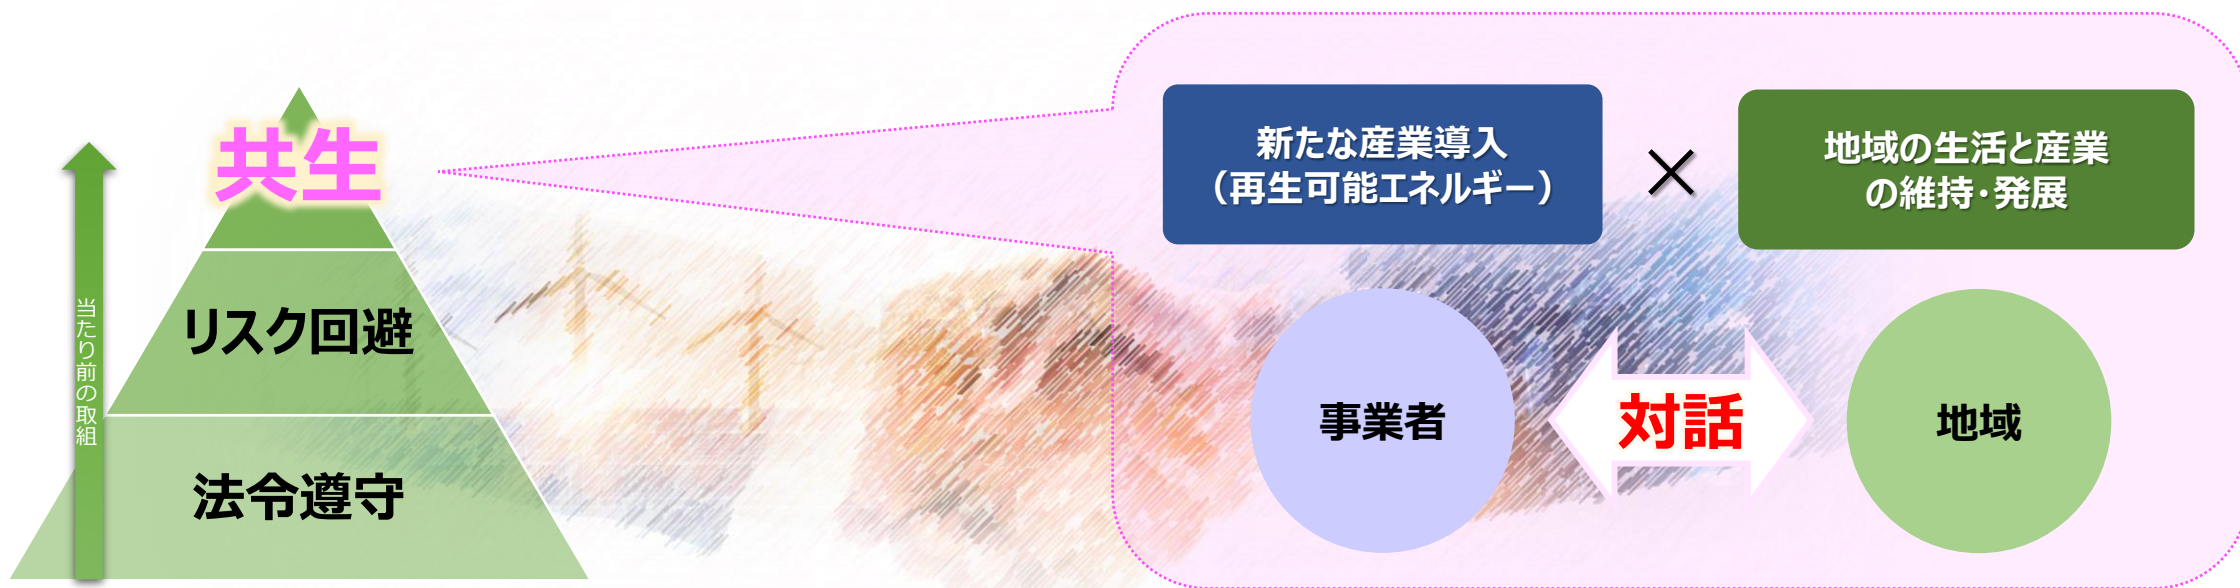 共生
リスク回避
法令遵守
当たり前の取組
新たな産業導入
（再生可能エネルギー）
×
地域の生活と産業
の維持・発展
事業者
対話
地域